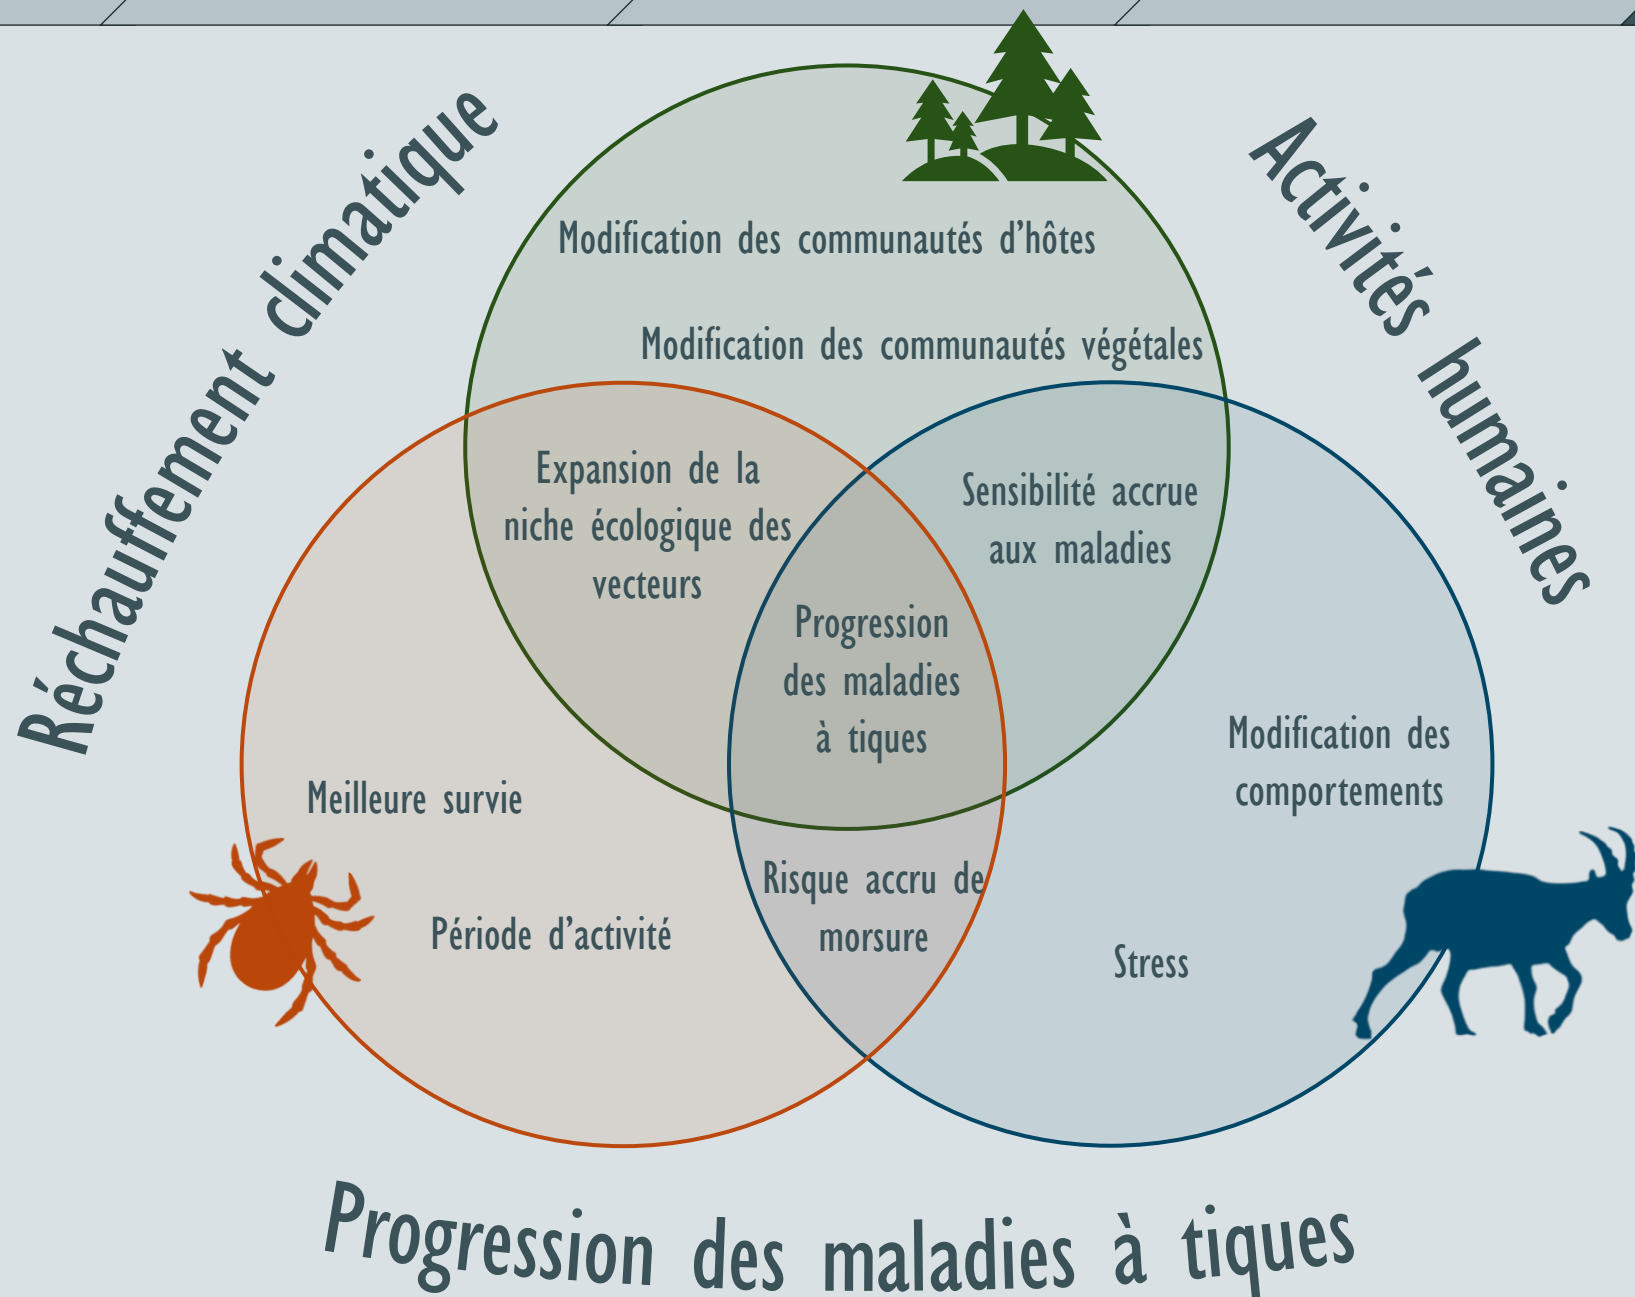 Réchauffement climatique
Activités humaines
Modification des communautés d'hôtes
Modification des communautés végétales
Expansion de la
niche écologique des
vecteurs
Sensibilité accrue
aux maladies
Progression
des maladies
à tiques
Modification des
comportements
Meilleure survie
Période d'activité
Risque accru de
morsure
Stress
Progression des maladies à tiques